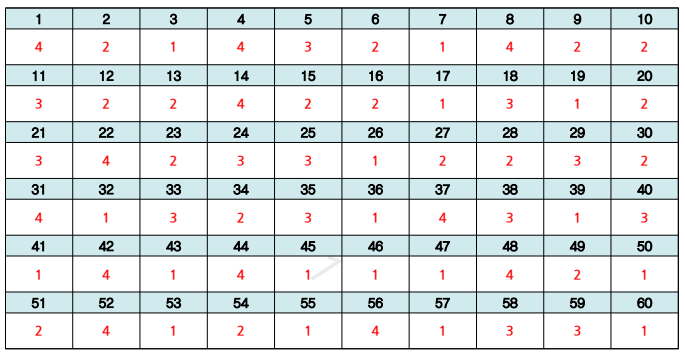 1 2 3 4 5 6 7 8 9 10
4 2 1 4 3 2 1 4 2 2
11 12 13 14 15 16 17 18 19 20
3 2 2 4 2 2 1 3 1 2
21 22 23 24 25 26 27 28 29 30
3 4 2 3 3 1 2 2 3 2
31 32 33 34 35 36 37 38 39 40
4 1 3 2 3 1 4 3 1 3
41 42 43 44 45 46 47 48 49 50
1 4 1 4 1 1 1 4 2 1
51 52 53 54 55 56 57 58 59 60
2 4 1 2 1 4 1 3 3 1